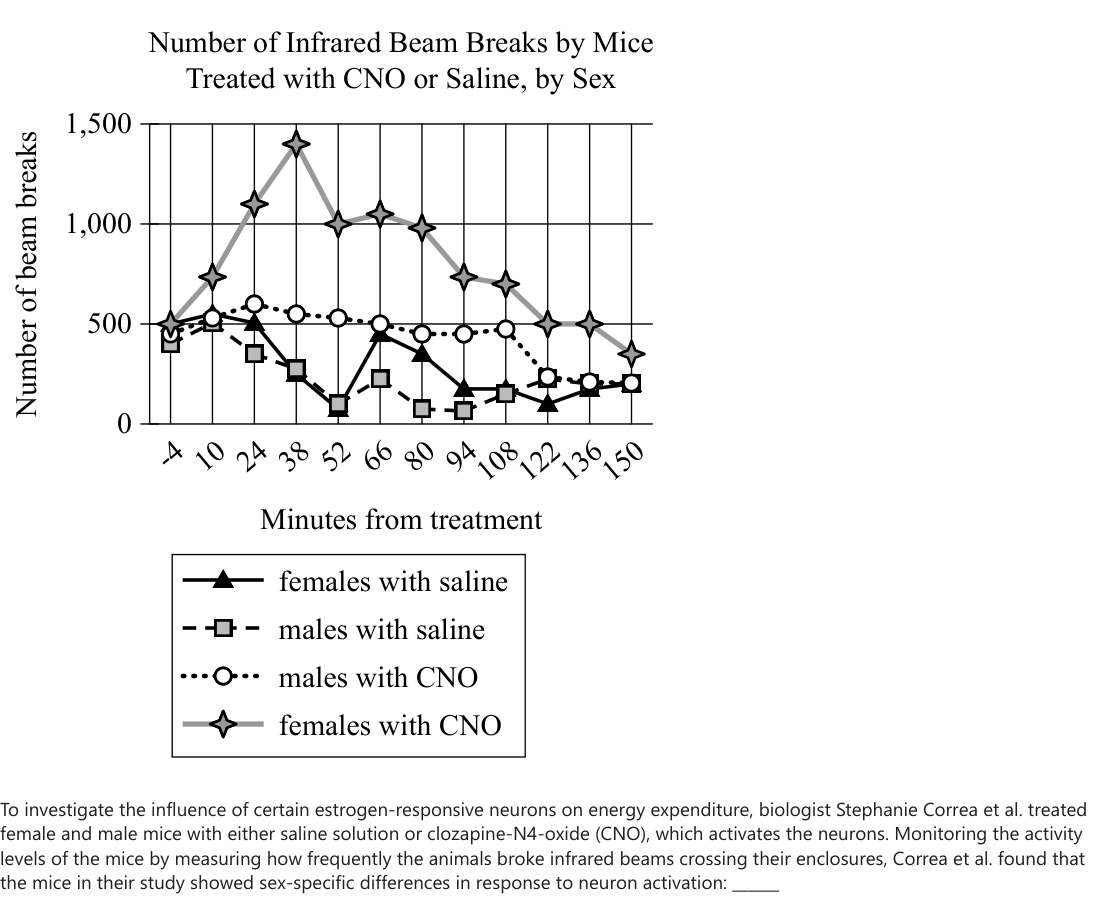 Number of Infrared Beam Breaks by Mice
Treated with CNO or Saline, by Sex
Number of beam breaks
1,500
1,000
500
0
-4 10 24 38 52 66 80 94 108 122 136 150
Minutes from treatment
females with saline
males with saline
males with CNO
females with CNO
To investigate the influence of certain estrogen-responsive neurons on energy expenditure, biologist Stephanie Correa et al. treated
female and male mice with either saline solution or clozapine-N4-oxide (CNO), which activates the neurons. Monitoring the activity
levels of the mice by measuring how frequently the animals broke infrared beams crossing their enclosures, Correa et al. found that
the mice in their study showed sex-specific differences in response to neuron activation: ______